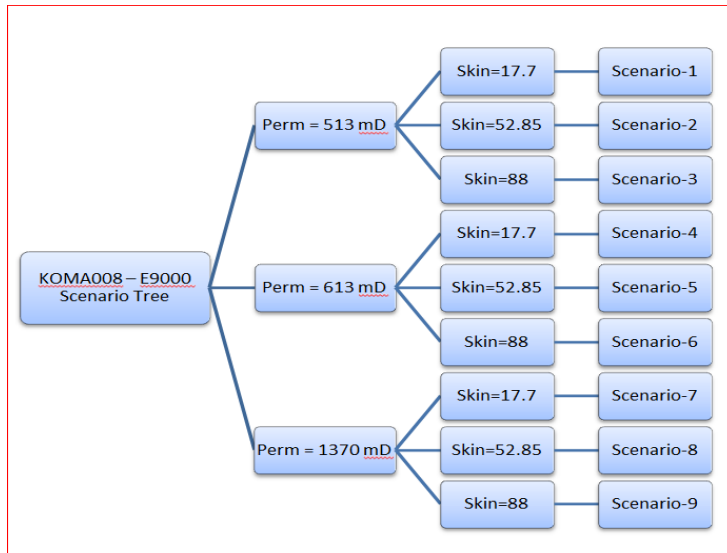 KOMA008 – E9000
Scenario Tree
Perm = 513 mD
Skin=17.7
Scenario-1
Skin=52.85
Scenario-2
Skin=88
Scenario-3
Perm = 613 mD
Skin=17.7
Scenario-4
Skin=52.85
Scenario-5
Skin=88
Scenario-6
Perm = 1370 mD
Skin=17.7
Scenario-7
Skin=52.85
Scenario-8
Skin=88
Scenario-9